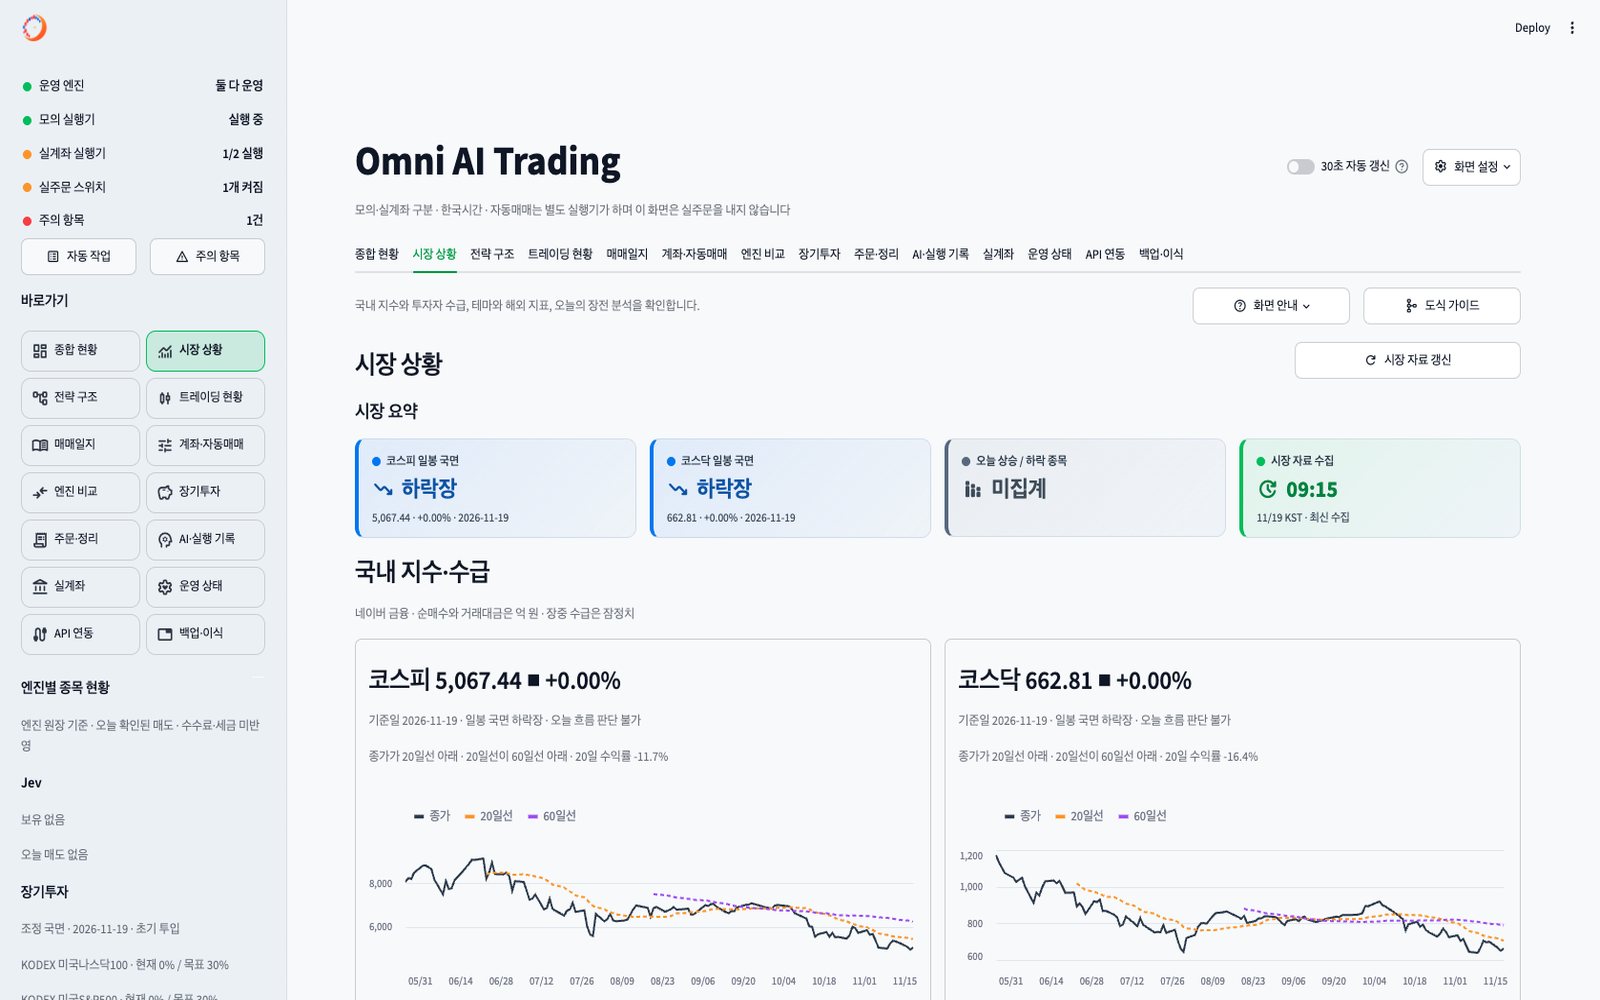 Deploy
운영 엔진 둘 다 운영
모의 실행기 실행 중
실계좌 실행기 1/2 실행
실주문 스위치 1개 켜짐
주의 항목 1건
자동 작업 주의 항목
바로가기
종합 현황 시장 상황
전략 구조 트레이딩 현황
매매일지 계좌·자동매매
엔진 비교 장기투자
주문·정리 AI·실행 기록
실계좌 운영 상태
API 연동 백업·이식
엔진별 종목 현황
엔진 원장 기준 · 오늘 확인된 매도 · 수수료·세금 미반
영
Jev
보유 없음
오늘 매도 없음
장기투자
조정 국면 · 2026-11-19 · 초기 투입
KODEX 미국나스닥100 · 현재 0% / 목표 30%
KODEX 미국S&P500 · 현재 0% / 목표 30%
Omni AI Trading
30초 자동 갱신 화면 설정
모의·실계좌 구분 · 한국시간 · 자동매매는 별도 실행기가 하며 이 화면은 실주문을 내지 않습니다
종합 현황 시장 상황 전략 구조 트레이딩 현황 매매일지 계좌·자동매매 엔진 비교 장기투자 주문·정리 AI·실행 기록 실계좌 운영 상태 API 연동 백업·이식
국내 지수와 투자자 수급, 테마와 해외 지표, 오늘의 장전 분석을 확인합니다.
화면 안내 도식 가이드
시장 상황
시장 자료 갱신
시장 요약
코스피 일봉 국면
하락장
5,067.44 · +0.00% · 2026-11-19
코스닥 일봉 국면
하락장
662.81 · +0.00% · 2026-11-19
오늘 상승 / 하락 종목
미집계
시장 자료 수집
09:15
11/19 KST · 최신 수집
국내 지수·수급
네이버 금융 · 순매수와 거래대금은 억 원 · 장중 수급은 잠정치
코스피 5,067.44 ■ +0.00%
기준일 2026-11-19 · 일봉 국면 하락장 · 오늘 흐름 판단 불가
종가가 20일선 아래 · 20일선이 60일선 아래 · 20일 수익률 -11.7%
종가 20일선 60일선
8,000
6,000
05/31 06/14 06/28 07/12 07/26 08/09 08/23 09/06 09/20 10/04 10/18 11/01 11/15
코스닥 662.81 ■ +0.00%
기준일 2026-11-19 · 일봉 국면 하락장 · 오늘 흐름 판단 불가
종가가 20일선 아래 · 20일선이 60일선 아래 · 20일 수익률 -16.4%
종가 20일선 60일선
1,200
1,000
800
600
05/31 06/14 06/28 07/12 07/26 08/09 08/23 09/06 09/20 10/04 10/18 11/01 11/15